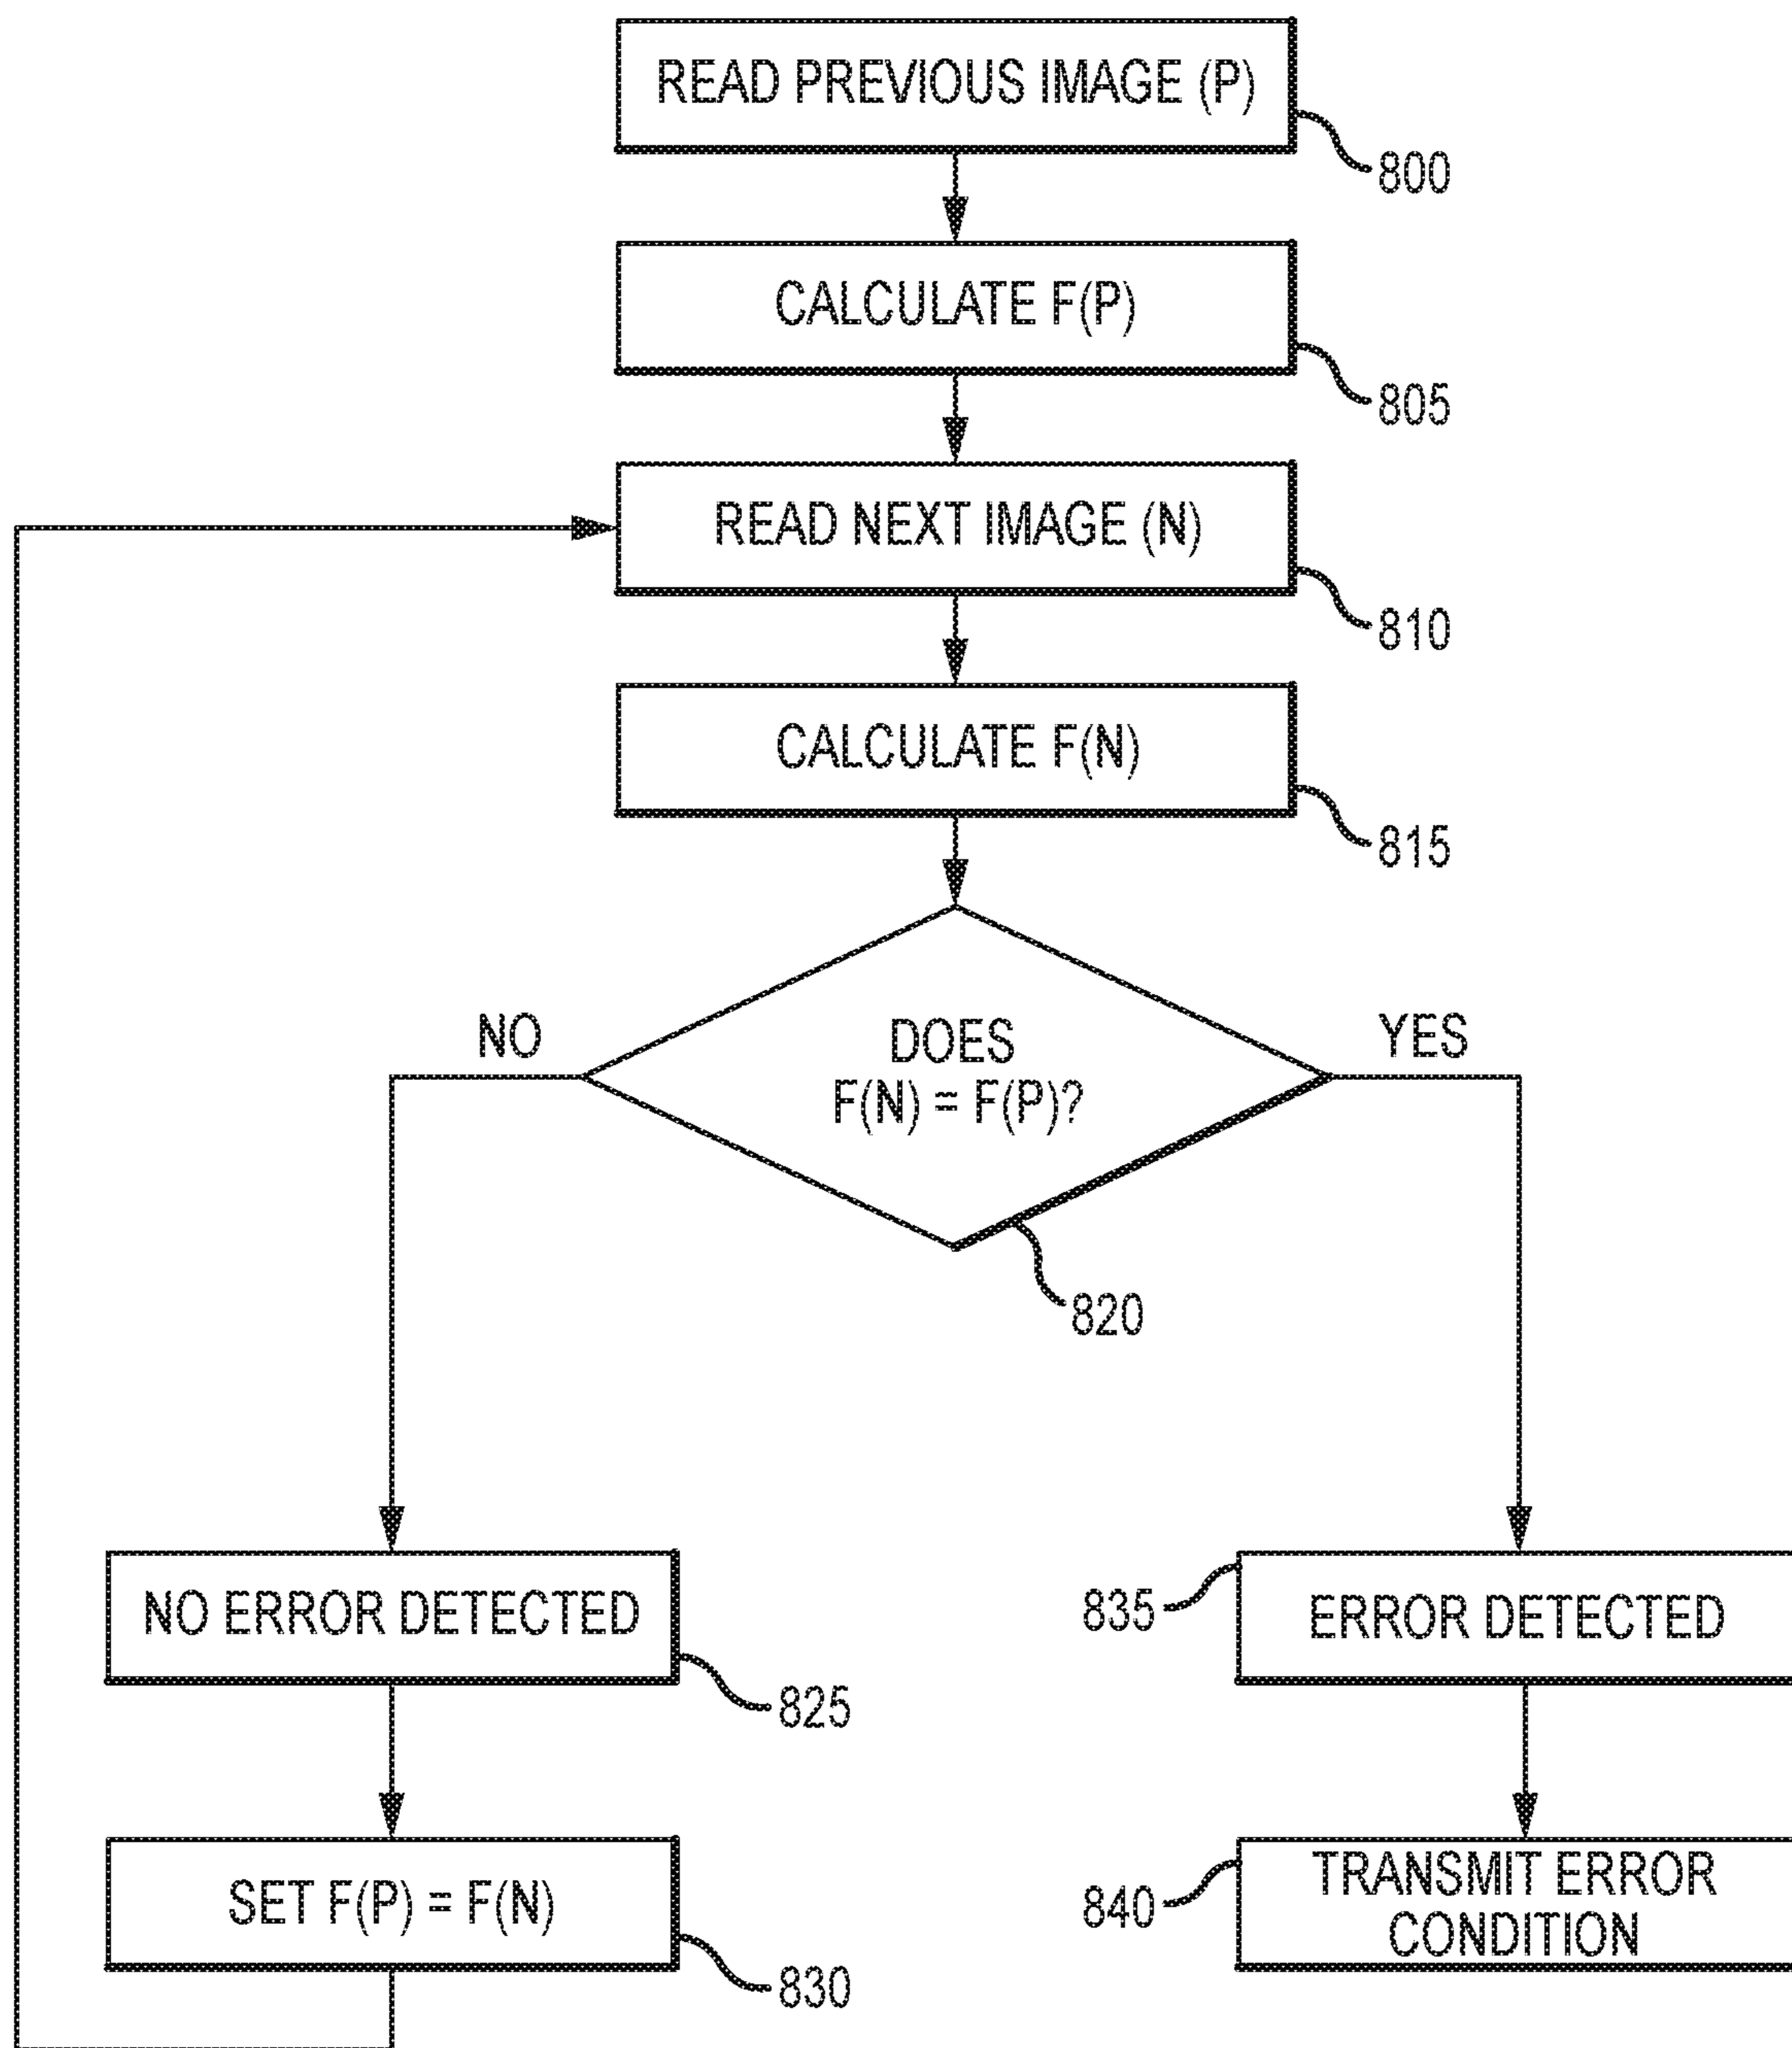 READ PREVIOUS IMAGE (P)
800
CALCULATE F(P)
805
READ NEXT IMAGE (N)
810
CALCULATE F(N)
815
NO
DOES
F(N) = F(P)?
YES
820
NO ERROR DETECTED
825
835
ERROR DETECTED
SET F(P) = F(N)
830
840
TRANSMIT ERROR
CONDITION